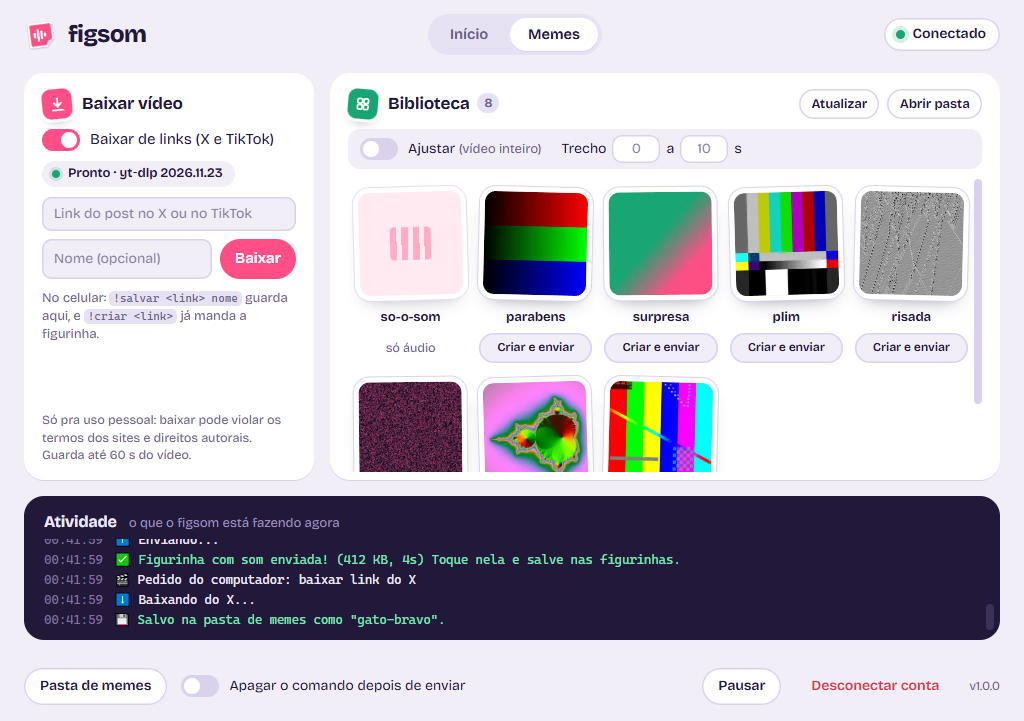 figsom
Início
Memes
Conectado
Baixar vídeo
Baixar de links (X e TikTok)
Pronto · yt-dlp 2026.11.23
Link do post no X ou no TikTok
Nome (opcional)
Baixar
No celular: !salvar <link> nome guarda
aqui, e !criar <link> já manda a
figurinha.
Só pra uso pessoal: baixar pode violar os
termos dos sites e direitos autorais.
Guarda até 60 s do vídeo.
Biblioteca 8
Atualizar
Abrir pasta
Ajustar (vídeo inteiro)
Trecho 0 a 10 s
so-o-som
parabens
surpresa
plim
risada
só áudio
Criar e enviar
Criar e enviar
Criar e enviar
Criar e enviar
Atividade o que o figsom está fazendo agora
00:41:59 Enviando...
00:41:59 Figurinha com som enviada! (412 KB, 4s) Toque nela e salve nas figurinhas.
00:41:59 Pedido do computador: baixar link do X
00:41:59 Baixando do X...
00:41:59 Salvo na pasta de memes como "gato-bravo".
Pasta de memes
Apagar o comando depois de enviar
Pausar
Desconectar conta
v1.0.0